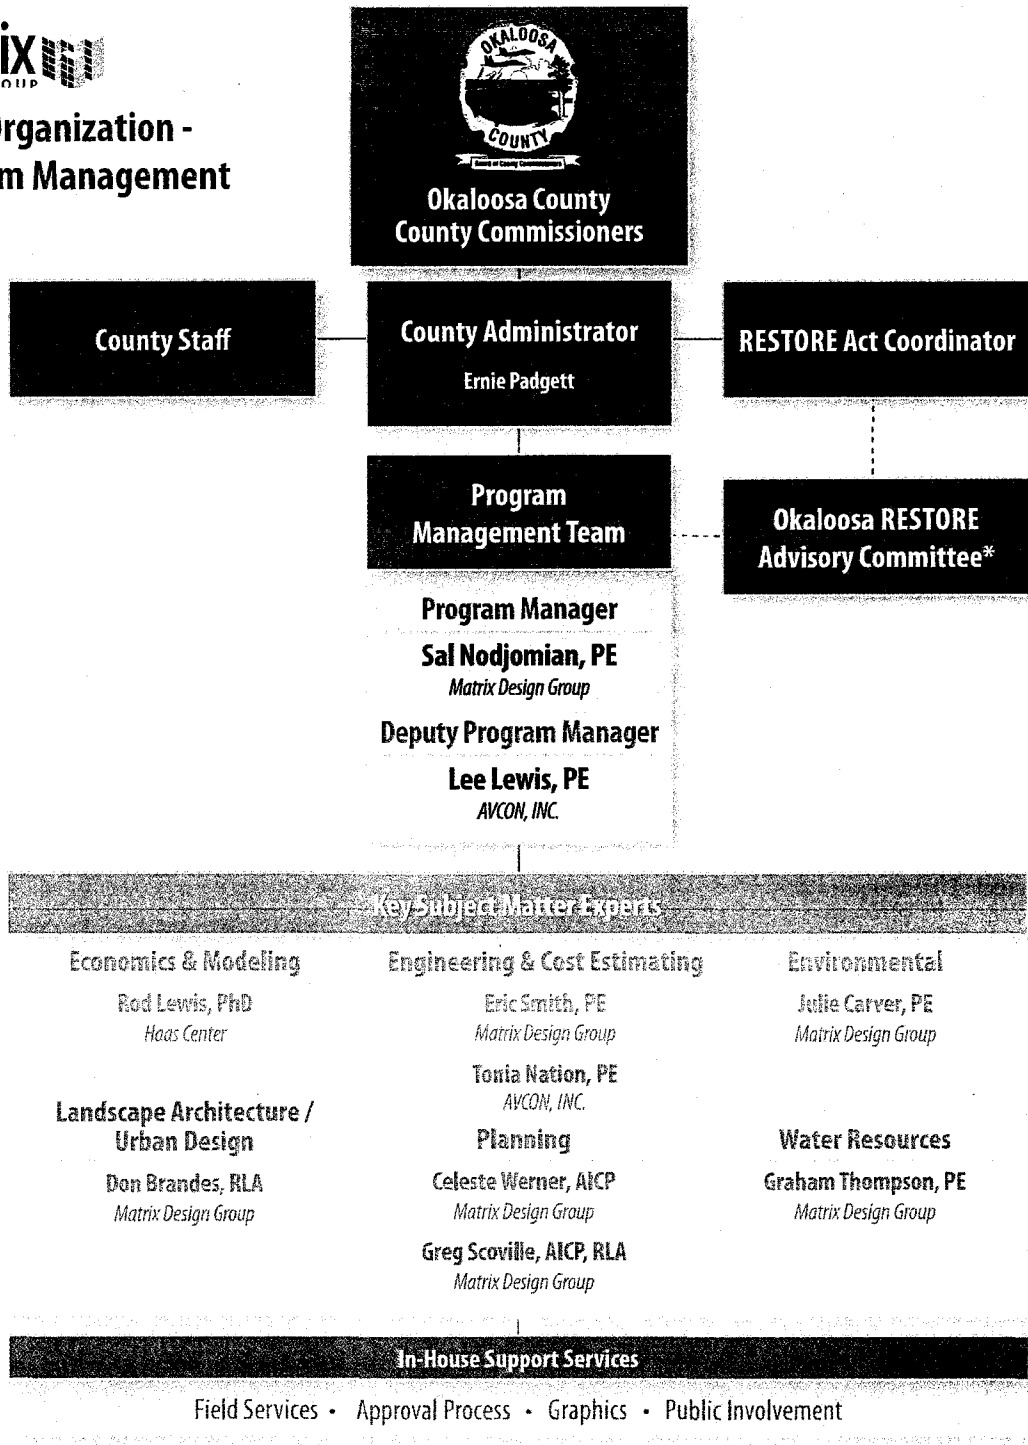 ix
OUP
Organization -
m Management
OKALOOSA
COUNTY
Board of County Commissioners
Okaloosa County
County Commissioners
County Staff
County Administrator
Ernie Padgett
RESTORE Act Coordinator
Program
Management Team
Okaloosa RESTORE
Advisory Committee*
Program Manager
Sal Nodjomian, PE
Matrix Design Group
Deputy Program Manager
Lee Lewis, PE
AVCON, INC.
Key Subject Matter Experts
Economics & Modeling
Rod Lewis, PhD
Haas Center
Engineering & Cost Estimating
Eric Smith, PE
Matrix Design Group
Tonia Nation, PE
AVCON, INC.
Environmental
Julie Carver, PE
Matrix Design Group
Landscape Architecture /
Urban Design
Don Brandes, RLA
Matrix Design Group
Planning
Celeste Werner, AICP
Matrix Design Group
Greg Scoville, AICP, RLA
Matrix Design Group
Water Resources
Graham Thompson, PE
Matrix Design Group
In-House Support Services
Field Services • Approval Process • Graphics • Public Involvement